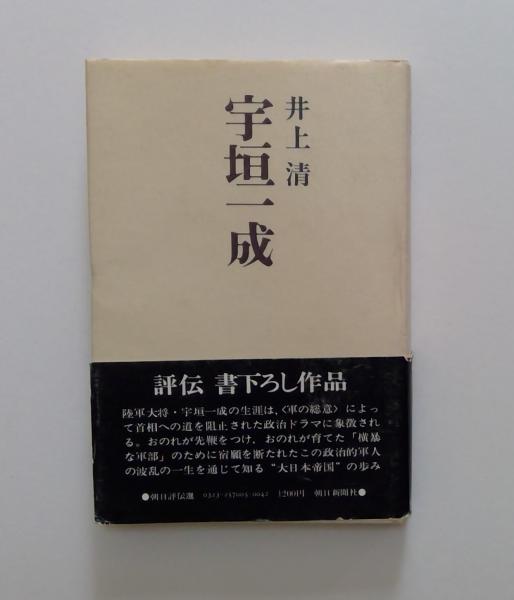 井上清
宇垣一成
評伝 書下ろし作品
陸軍大将・宇垣一成の生涯は、〈軍の総意〉によっ
て首相への道を阻止された政治ドラマに象徴され
る。おのれが先鞭をつけ、おのれが育てた「横暴
な軍部」のために宿願を断たれたこの政治的軍人
の波乱の一生を通じて知る“大日本帝国”の歩み
●朝日評伝選 0323-257005-0042 1200円 朝日新聞社●